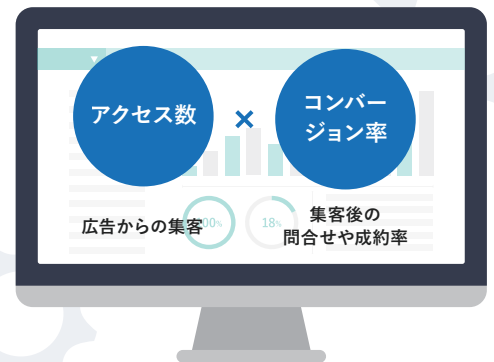 アクセス数
×
コンバー
ジョン率
広告からの集客
集客後の
問合せや成約率
18%